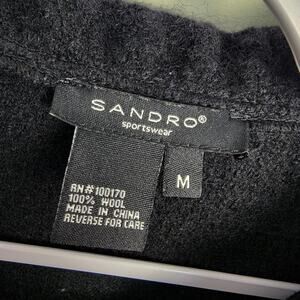 SANDRO®
sportswear
M
RN#100170
100% WOOL
MADE IN CHINA
REVERSE FOR CARE